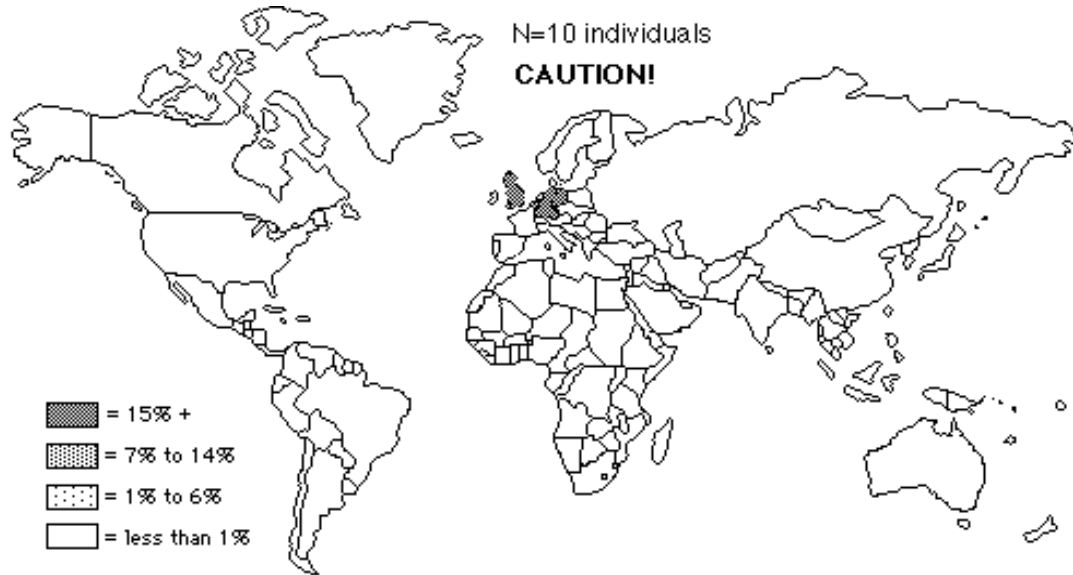 N=10 individuals
CAUTION!
= 15% +
= 7% to 14%
= 1% to 6%
= less than 1%